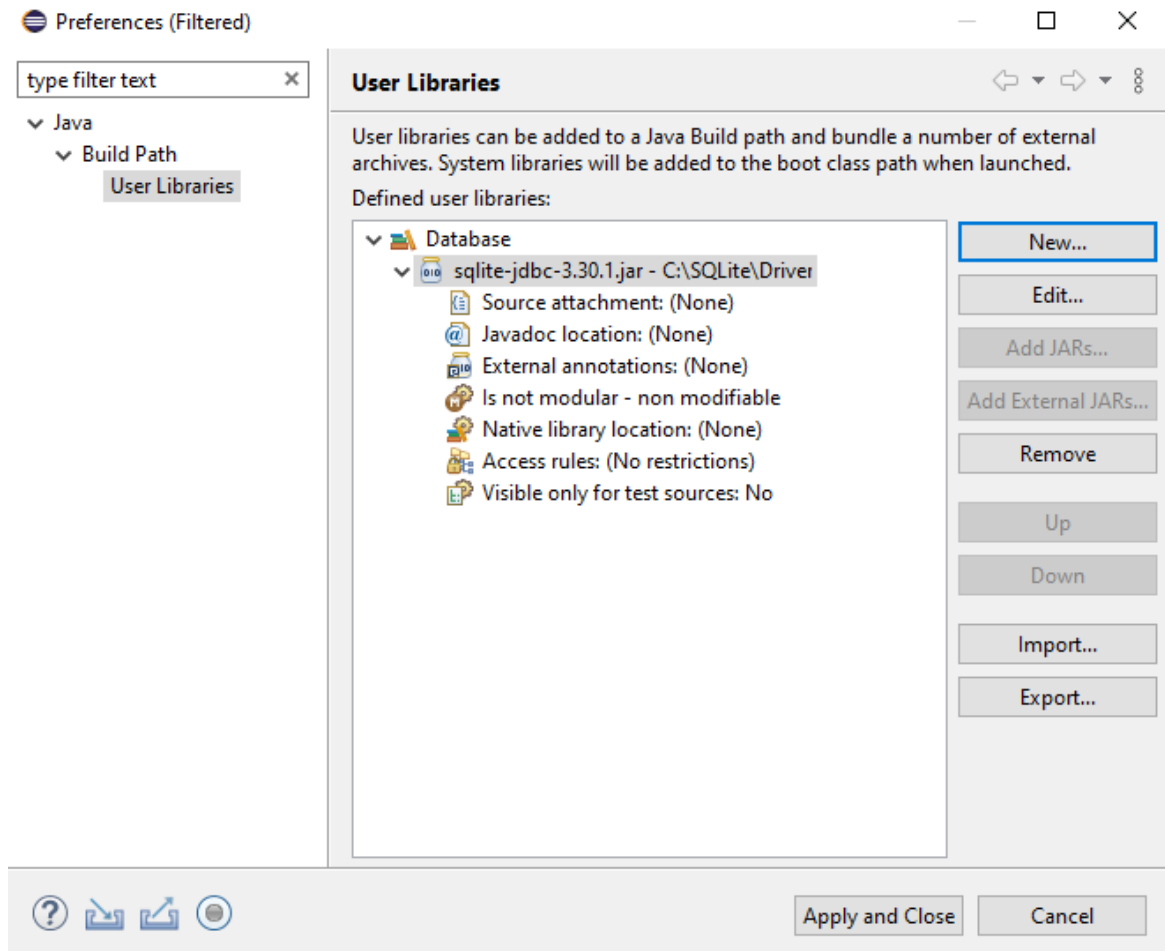 Preferences (Filtered)
type filter text
Java
Build Path
User Libraries
User Libraries
User libraries can be added to a Java Build path and bundle a number of external
archives. System libraries will be added to the boot class path when launched.
Defined user libraries:
Database
sqlite-jdbc-3.30.1.jar - C:\SQLite\Driver
Source attachment: (None)
Javadoc location: (None)
External annotations: (None)
Is not modular - non modifiable
Native library location: (None)
Access rules: (No restrictions)
Visible only for test sources: No
New...
Edit...
Add JARs...
Add External JARs...
Remove
Up
Down
Import...
Export...
Apply and Close
Cancel